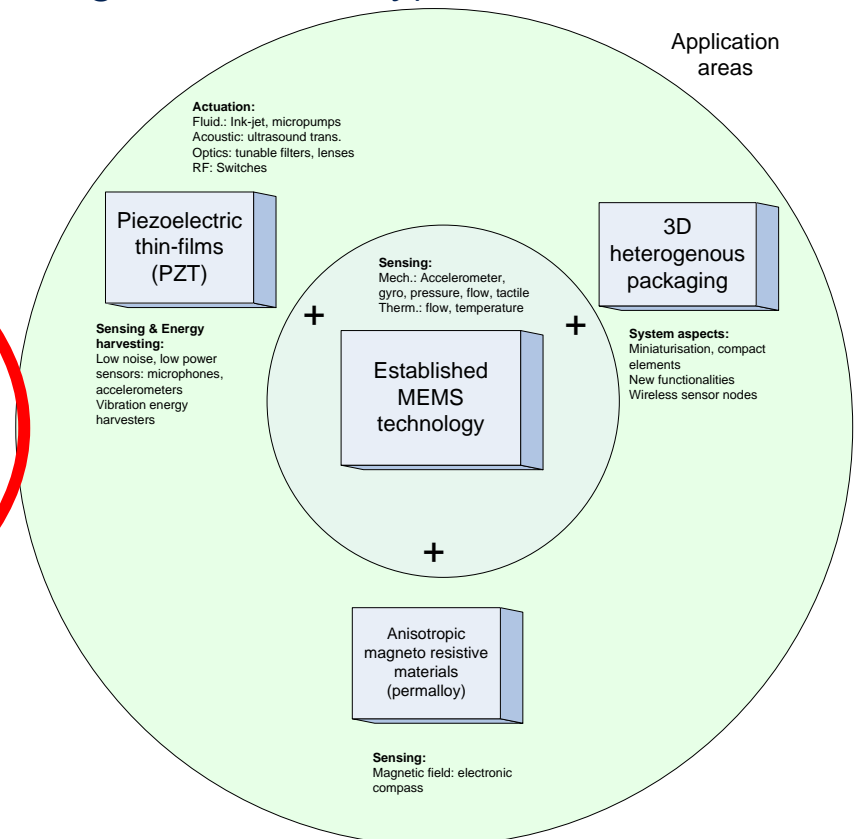 Application
areas
Actuation:
Fluid.: Ink-jet, micropumps
Acoustic: ultrasound trans.
Optics: tunable filters, lenses
RF: Switches
Piezoelectric
thin-films
(PZT)
Sensing & Energy
harvesting:
Low noise, low power
sensors: microphones,
accelerometers
Vibration energy
harvesters
+
Sensing:
Mech.: Accelerometer,
gyro, pressure, flow, tactile
Therm.: flow, temperature
+
Established
MEMS
technology
3D
heterogenous
packaging
System aspects:
Miniaturisation, compact
elements
New functionalities
Wireless sensor nodes
+
Anisotropic
magneto resistive
materials
(permalloy)
Sensing:
Magnetic field: electronic
compass